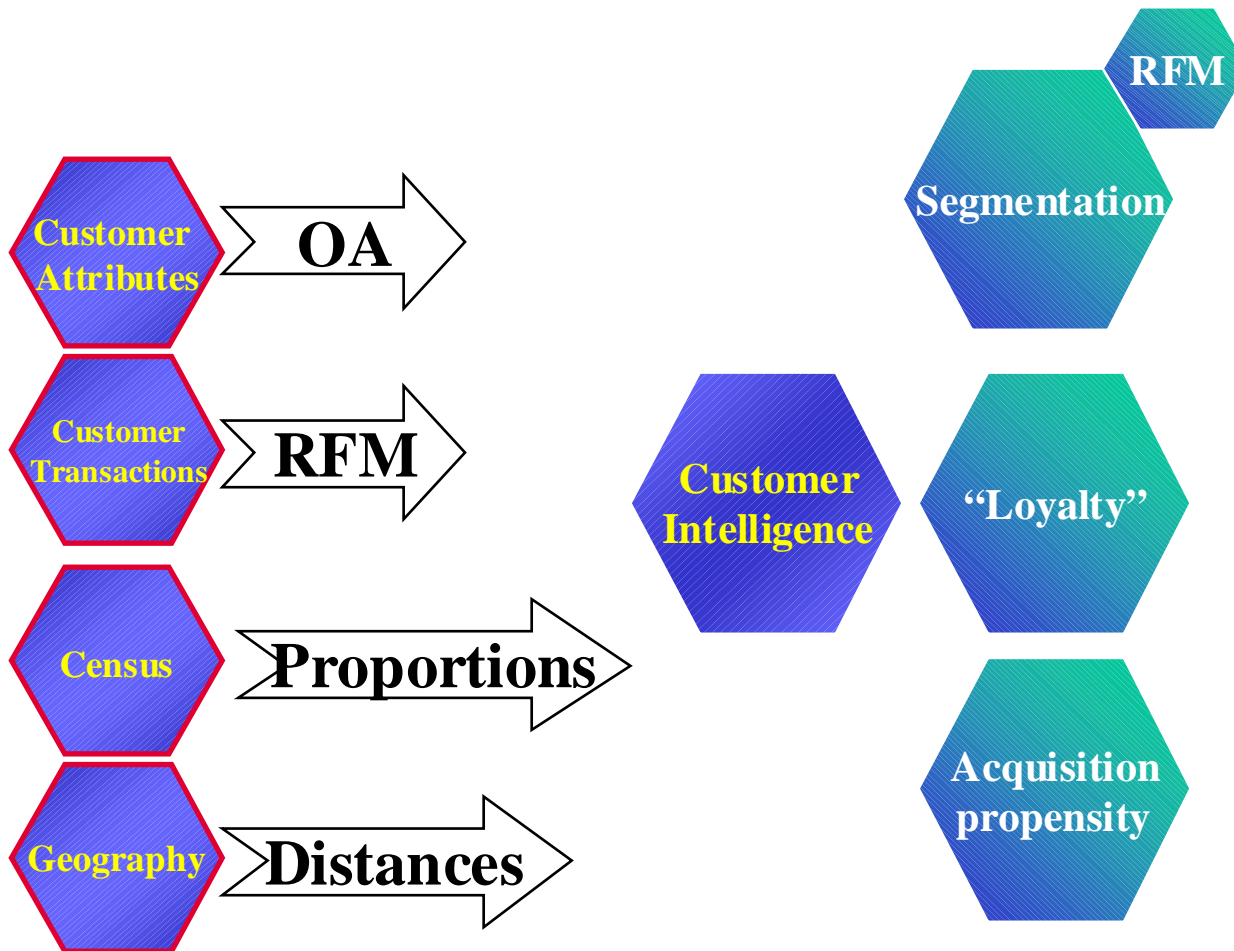 Customer
Attributes
OA
Customer
Transactions
RFM
Census
Proportions
Geography
Distances
Customer
Intelligence
RFM
Segmentation
“Loyalty”
Acquisition
propensity